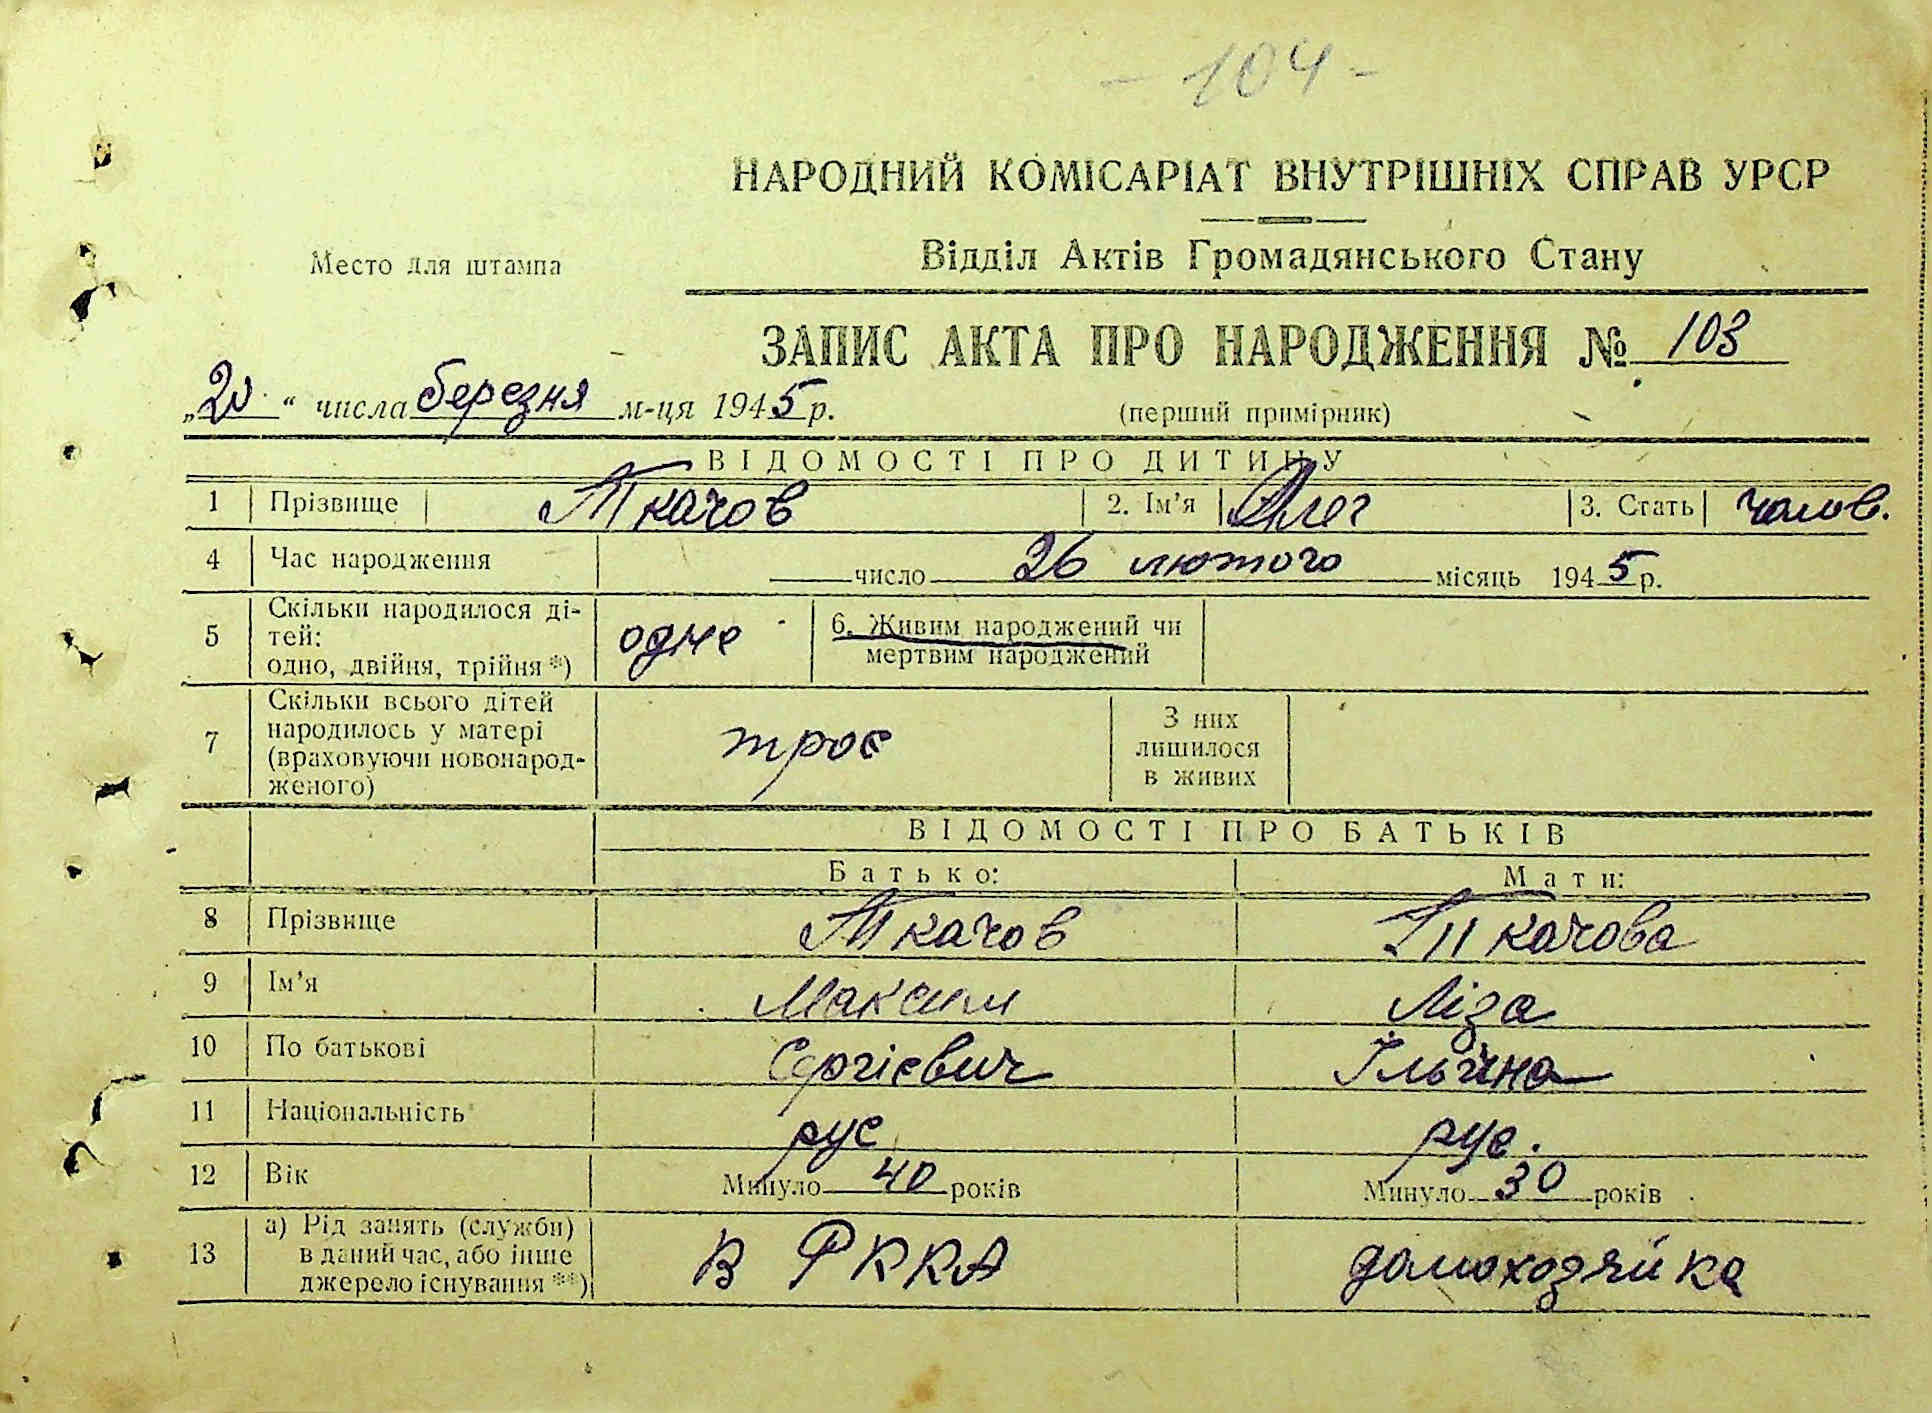 - 104 -
НАРОДНИЙ КОМІСАРІАТ ВНУТРІШНІХ СПРАВ УРСР
Место для штампа
Відділ Актів Громадянського Стану
ЗАПИС АКТА ПРО НАРОДЖЕННЯ № 103
„20“ числа березня м-ця 1945 р.
(перший примірник)
ВІДОМОСТІ ПРО ДИТИНУ
1 Прізвище Ткачов 2. Ім'я Олег 3. Стать чолов.
4 Час народження число 26 лютого місяць 1945 р.
5 Скільки народилося ді-
тей:
одно, двійня, трійня *) одне 6. Живим народжений чи
мертвим народжений
7 Скільки всього дітей
народилось у матері
(враховуючи новонарод-
женого) троє З них
лишилося
в живих
ВІДОМОСТІ ПРО БАТЬКІВ
Батько: Мати:
8 Прізвище Ткачов Ткачова
9 Ім'я Максим Ліза
10 По батькові Сергієвич Ільїна
11 Національність рус рус.
12 Вік Минуло 40 років Минуло 30 років
13 а) Рід занять (служби)
в даний час, або інше
джерело існування **) В РККА домохозяйка